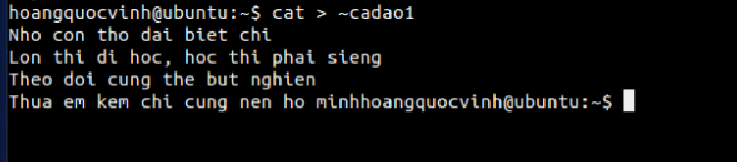 hoangquocvinh@ubuntu:~$ cat > ~cadao1
Nho con tho dai biet chi
Lon thi di hoc, hoc thi phai sieng
Theo doi cung the but nghien
Thua em kem chi cung nen ho minhhoangquocvinh@ubuntu:~$